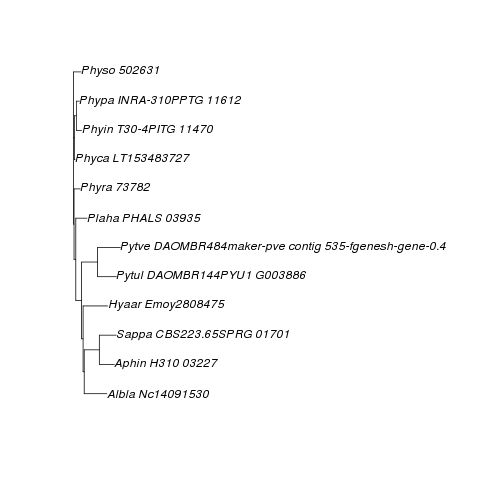 Physo 502631
Phypa INRA-310PPTG 11612
Phyin T30-4PITG 11470
Phyca LT153483727
Phyra 73782
Plaha PHALS 03935
Pytve DAOMBR484maker-pve contig 535-fgenesh-gene-0.4
Pytul DAOMBR144PYU1 G003886
Hyaar Emoy2808475
Sappa CBS223.65SPRG 01701
Aphin H310 03227
Albla Nc14091530